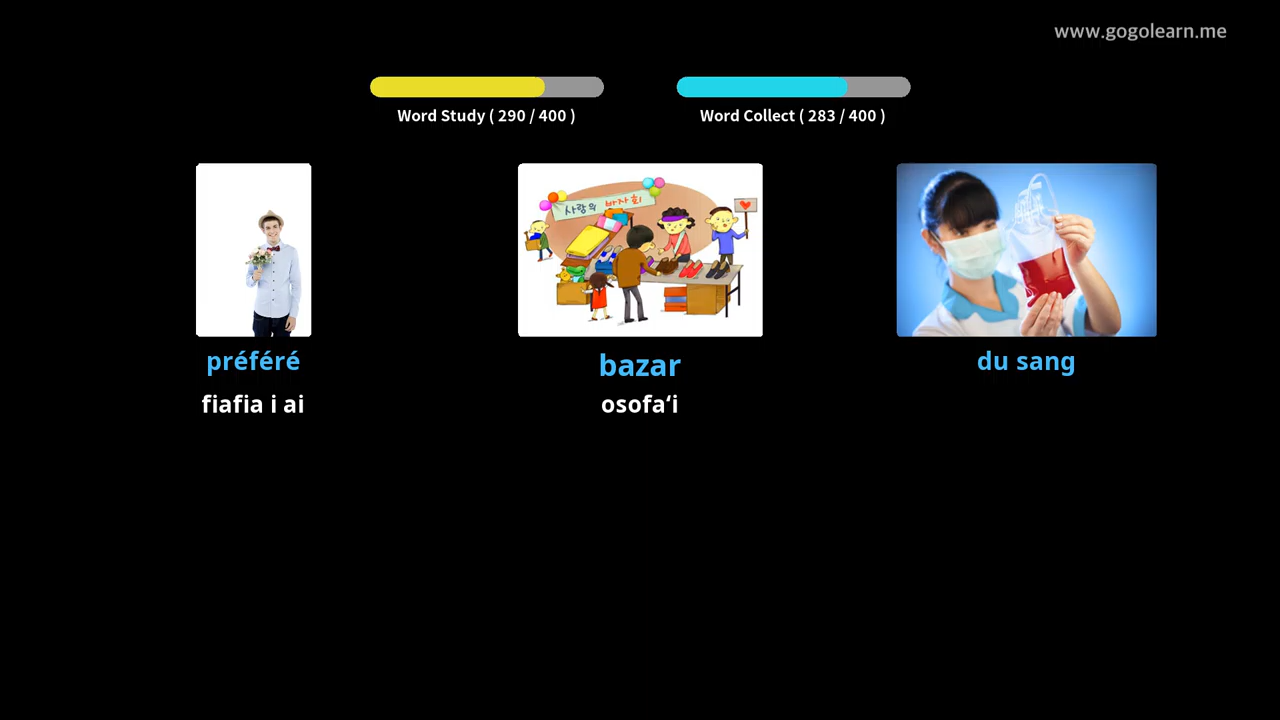 www.gogolearn.me
Word Study ( 290 / 400 )
Word Collect ( 283 / 400 )
사랑의 바자회
préféré
bazar
du sang
fiafia i ai
osofa‘i